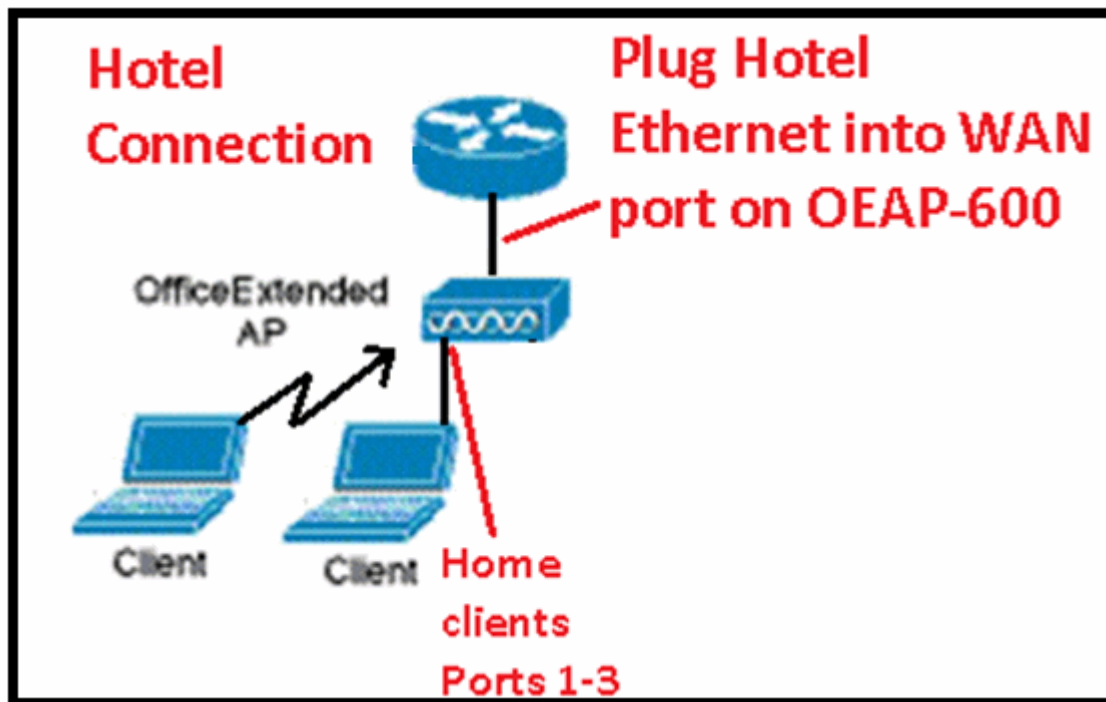 Hotel
Connection
Plug Hotel
Ethernet into WAN
port on OEAP-600
OfficeExtended
AP
Client
Client
Home
clients
Ports 1-3